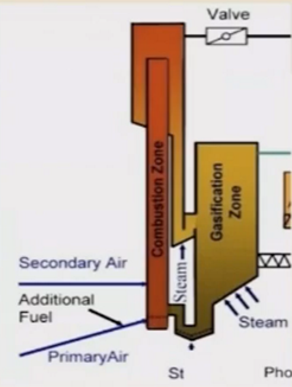 Valve
Combustion Zone
Gasification
Zone
Secondary Air
Steam
Additional
Fuel
Steam
PrimaryAir
St
Pho